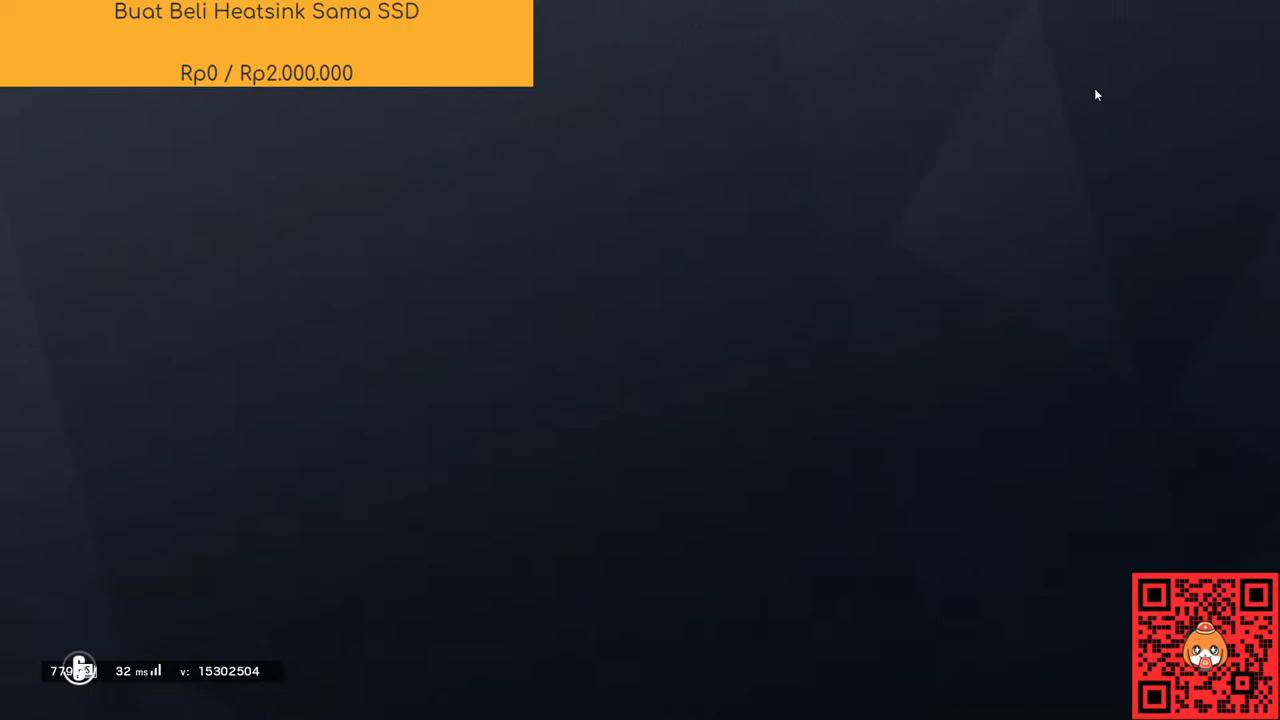 Buat Beli Heatsink Sama SSD
Rp0 / Rp2.000.000
32 ms v: 15302504